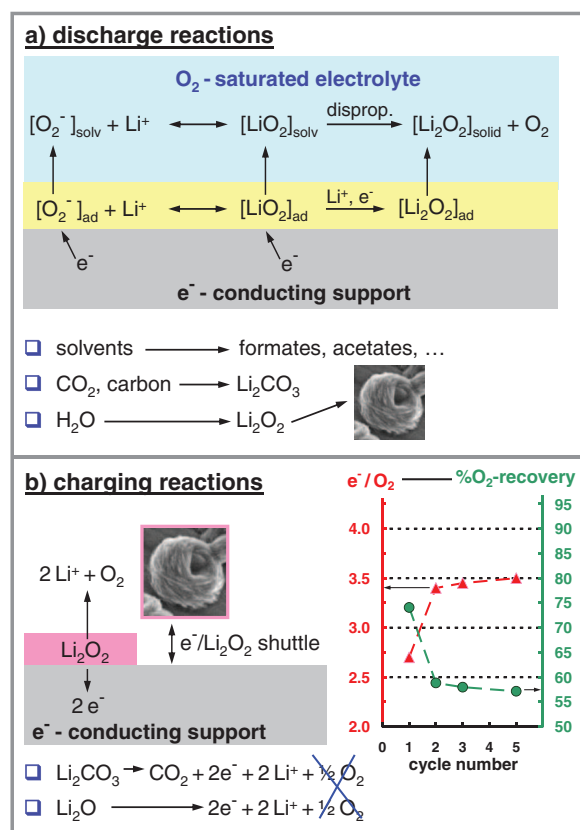 a) discharge reactions
O₂ - saturated electrolyte
disprop.
[O₂⁻]solv + Li⁺ ⟷ [LiO₂]solv ⟶ [Li₂O₂]solid + O₂
Li⁺, e⁻
[O₂⁻]ad + Li⁺ ⟷ [LiO₂]ad ⟶ [Li₂O₂]ad
e⁻ e⁻
e⁻ - conducting support
❑ solvents ⟶ formates, acetates, …
❑ CO₂, carbon ⟶ Li₂CO₃
❑ H₂O ⟶ Li₂O₂
b) charging reactions
2 Li⁺ + O₂
Li₂O₂
e⁻/Li₂O₂ shuttle
2 e⁻
e⁻ - conducting support
e⁻/O₂ %O₂-recovery
4.0
3.5
3.0
2.5
2.0
95
90
85
80
75
70
65
60
55
50
0 1 2 3 4 5
cycle number
❑ Li₂CO₃ → CO₂ + 2e⁻ + 2 Li⁺ + ½ O₂
❑ Li₂O ⟶ 2e⁻ + 2 Li⁺ + ½ O₂